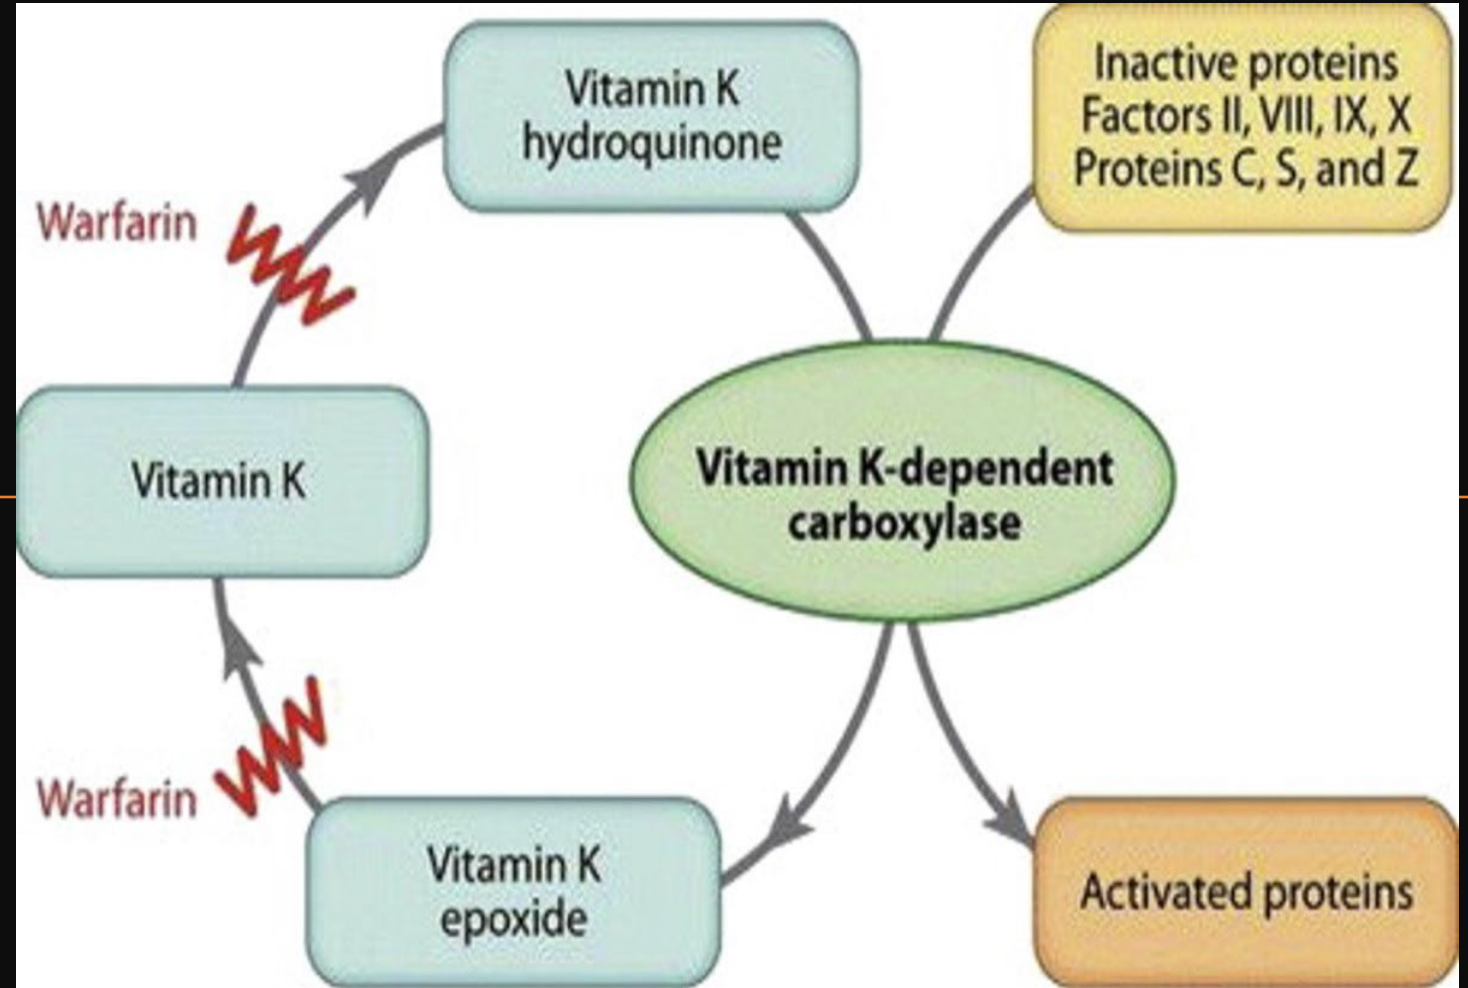 Vitamin K
hydroquinone
Inactive proteins
Factors II, VIII, IX, X
Proteins C, S, and Z
Warfarin
Vitamin K
Vitamin K-dependent
carboxylase
Warfarin
Vitamin K
epoxide
Activated proteins